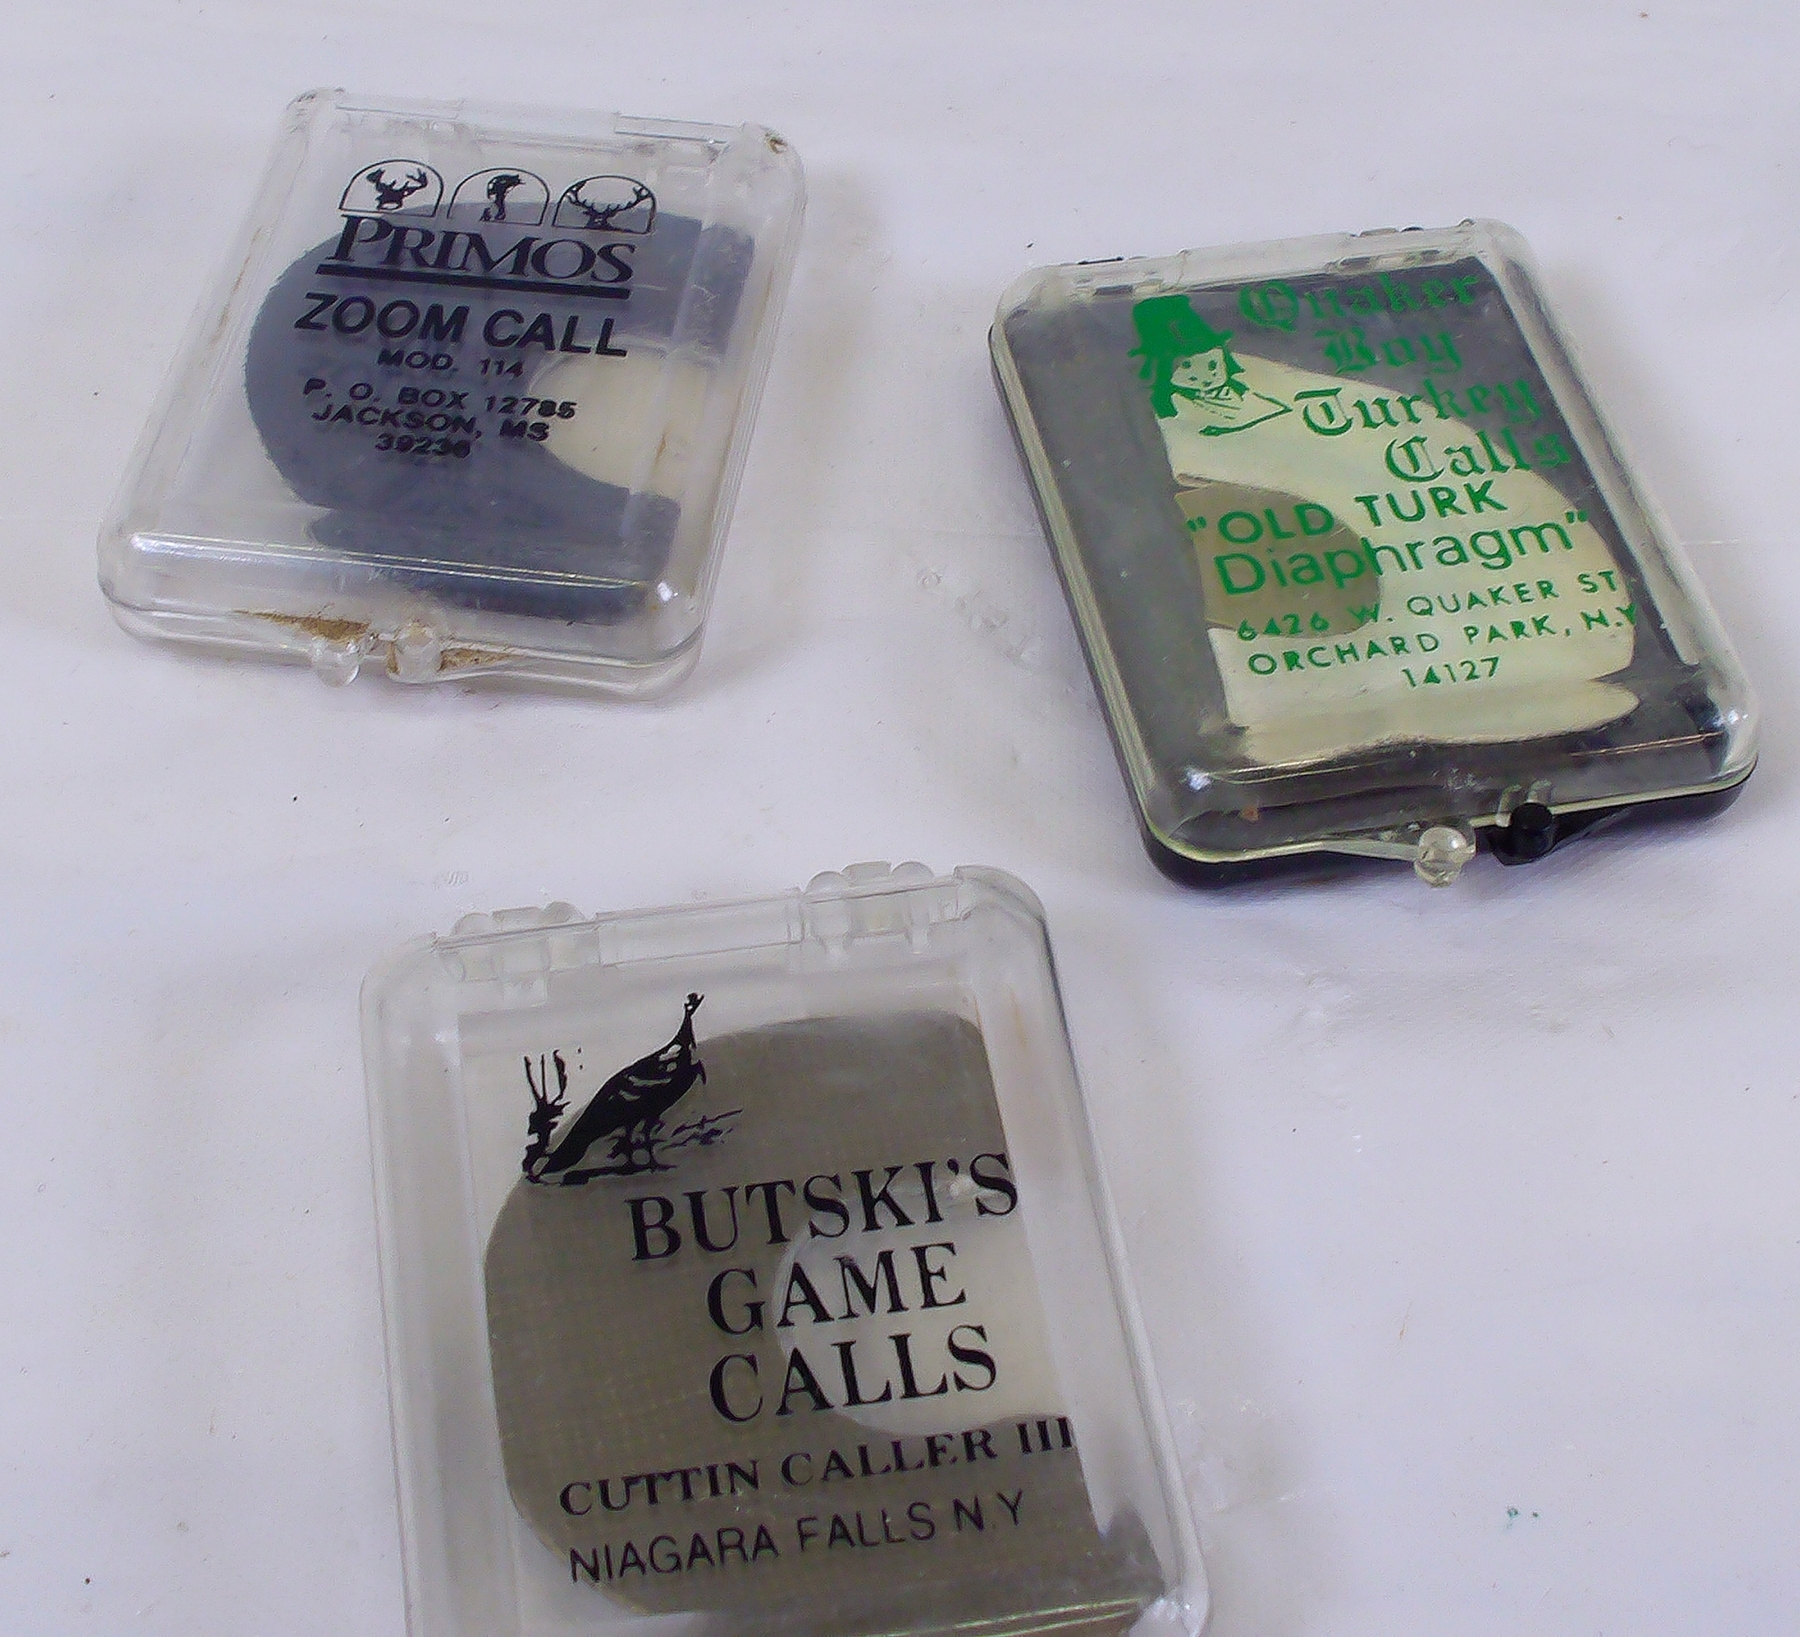 PRIMOS
ZOOM CALL
MOD. 114
P. O. BOX 12785
JACKSON, MS
39236
Quaker
Boy
Turkey
Calls
"OLD TURK
Diaphragm"
6426 W. QUAKER ST
ORCHARD PARK, N.Y
14127
BUTSKI'S
GAME
CALLS
CUTTIN CALLER III
NIAGARA FALLS N.Y